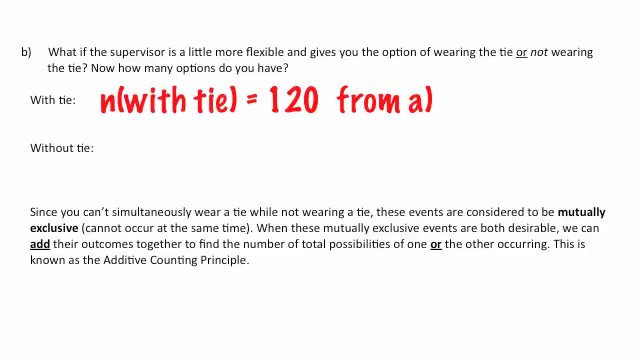 b) What if the supervisor is a little more flexible and gives you the option of wearing the tie or not wearing
the tie? Now how many options do you have?
With tie: n(with tie) = 120 from a)
Without tie:
Since you can't simultaneously wear a tie while not wearing a tie, these events are considered to be mutually
exclusive (cannot occur at the same time). When these mutually exclusive events are both desirable, we can
add their outcomes together to find the number of total possibilities of one or the other occurring. This is
known as the Additive Counting Principle.